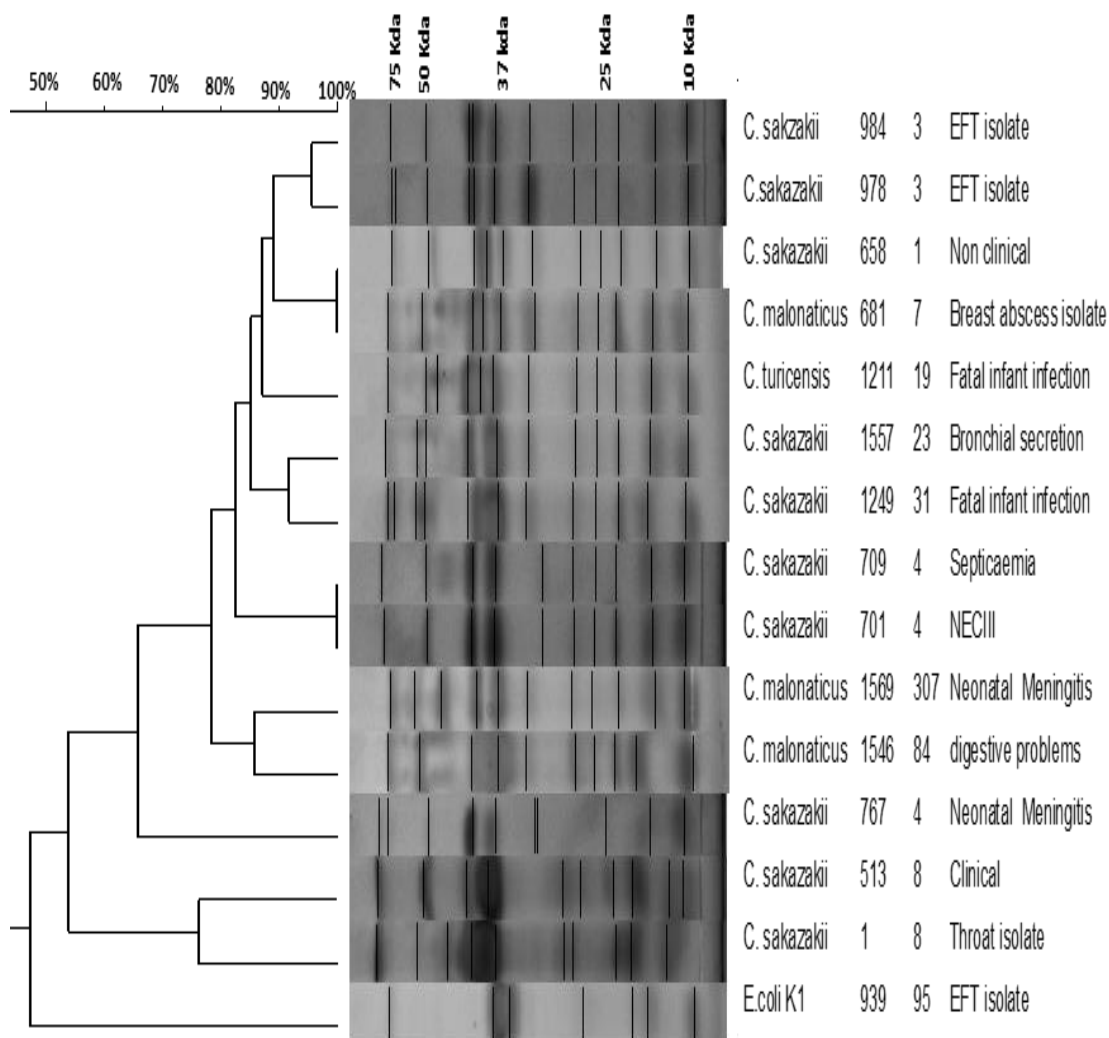 75 Kda 50 Kda 37 kda 25 Kda 10 Kda
50% 60% 70% 80% 90% 100%
C. sakzakii 984 3 EFT isolate
C.sakazakii 978 3 EFT isolate
C. sakazakii 658 1 Non clinical
C. malonaticus 681 7 Breast abscess isolate
C. turicensis 1211 19 Fatal infant infection
C. sakazakii 1557 23 Bronchial secretion
C. sakazakii 1249 31 Fatal infant infection
C. sakazakii 709 4 Septicaemia
C. sakazakii 701 4 NECIII
C. malonaticus 1569 307 Neonatal Meningitis
C. malonaticus 1546 84 digestive problems
C. sakazakii 767 4 Neonatal Meningitis
C. sakazakii 513 8 Clinical
C. sakazakii 1 8 Throat isolate
E.coli K1 939 95 EFT isolate